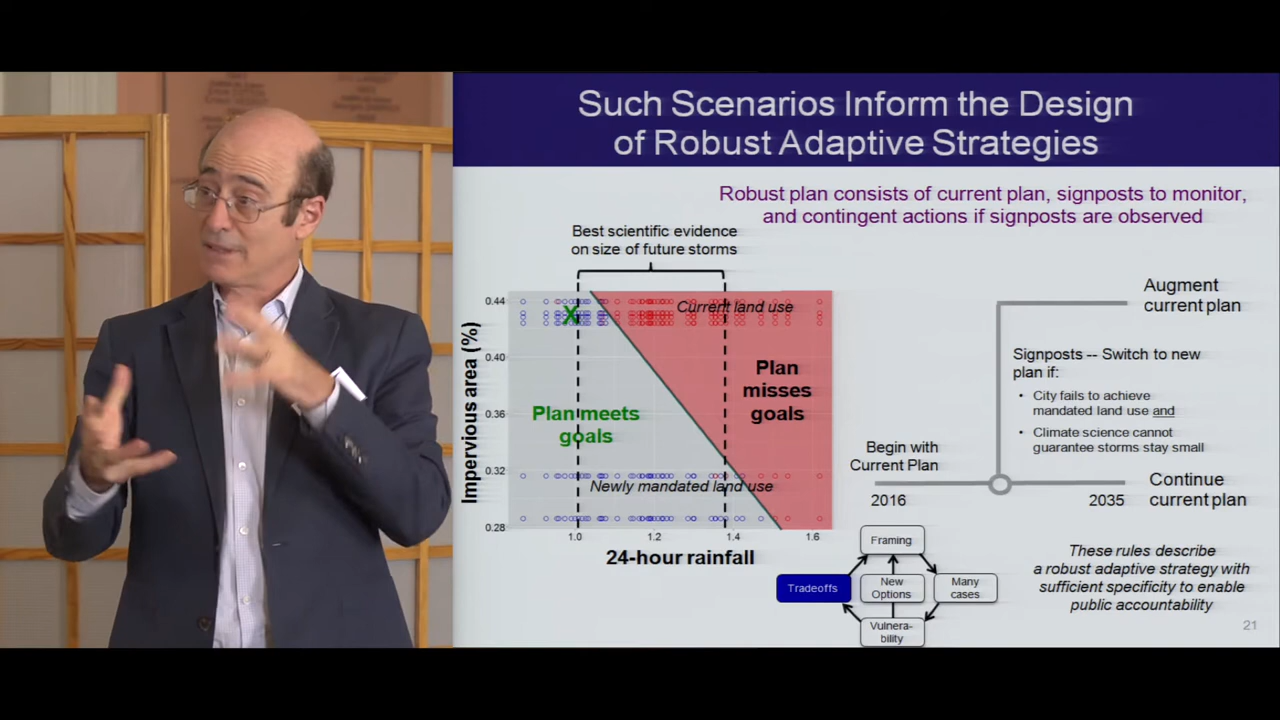 Such Scenarios Inform the Design
of Robust Adaptive Strategies
Robust plan consists of current plan, signposts to monitor,
and contingent actions if signposts are observed
Best scientific evidence
on size of future storms
Impervious area (%)
0.44
0.40
0.36
0.32
0.28
X
Current land use
Plan
misses
goals
Plan meets
goals
Newly mandated land use
1.0
1.2
1.3
1.4
1.6
24-hour rainfall
Augment
current plan
Signposts -- Switch to new
plan if:
• City fails to achieve
mandated land use and
• Climate science cannot
guarantee storms stay small
Begin with
Current Plan
2016
2035
Continue
current plan
Framing
Tradeoffs
New
Options
Many
cases
Vulnera-
bility
These rules describe
a robust adaptive strategy with
sufficient specificity to enable
public accountability
21